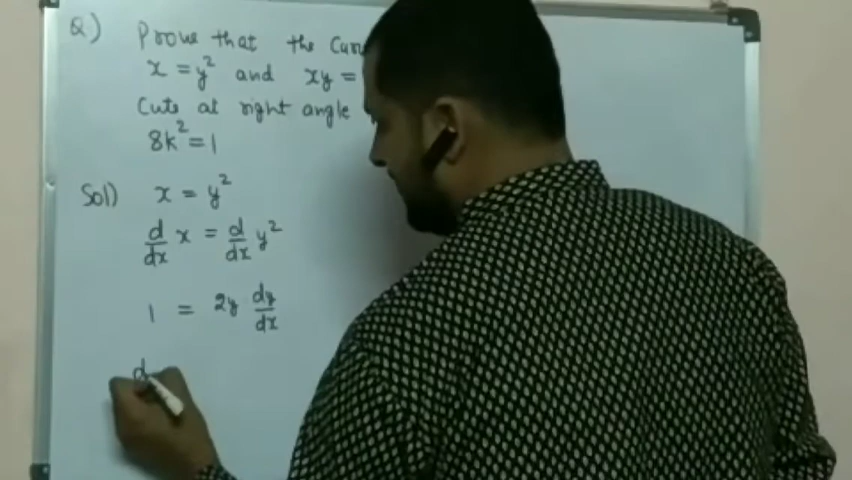 Q) Prove that the
x = y² and xy =
Cuts at right angle
8k² = 1
Sol) x = y²
d/dx x = d/dx y²
1 = 2y dy/dx
d